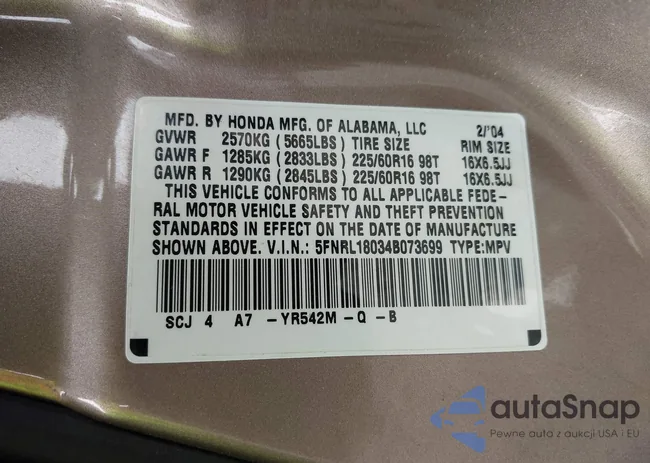 MFD. BY HONDA MFG. OF ALABAMA, LLC 2/'04
GVWR 2570KG (5665LBS) TIRE SIZE RIM SIZE
GAWR F 1285KG (2833LBS) 225/60R16 98T 16X6.5JJ
GAWR R 1290KG (2845LBS) 225/60R16 98T 16X6.5JJ
THIS VEHICLE CONFORMS TO ALL APPLICABLE FEDE-
RAL MOTOR VEHICLE SAFETY AND THEFT PREVENTION
STANDARDS IN EFFECT ON THE DATE OF MANUFACTURE
SHOWN ABOVE. V.I.N.: 5FNRL18034B073699 TYPE:MPV
SCJ 4 A7 -YR542M -Q -B
autaSnap
Pewne auta z aukcji USA i EU